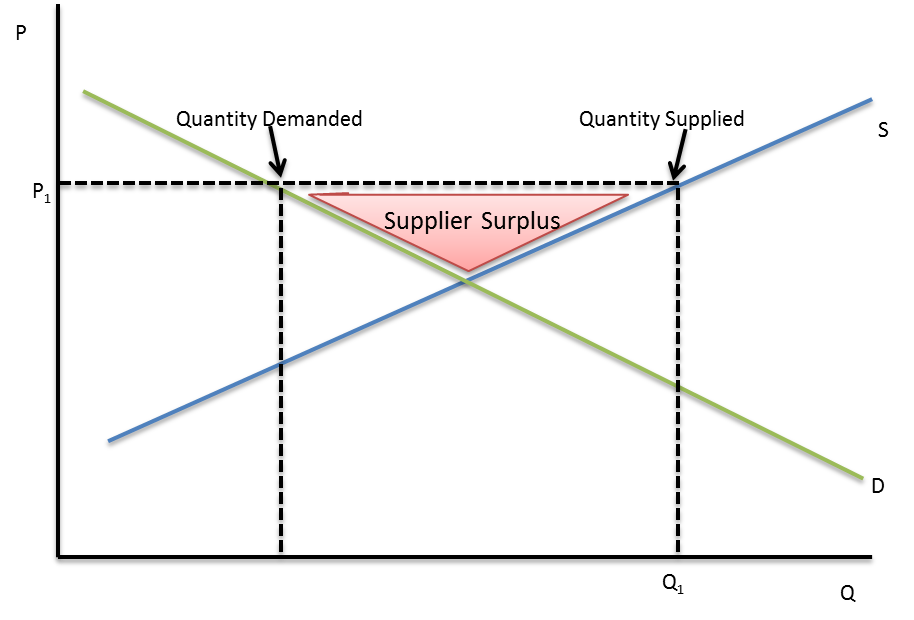 P
Quantity Demanded
Quantity Supplied
S
P1
Supplier Surplus
D
Q1
Q